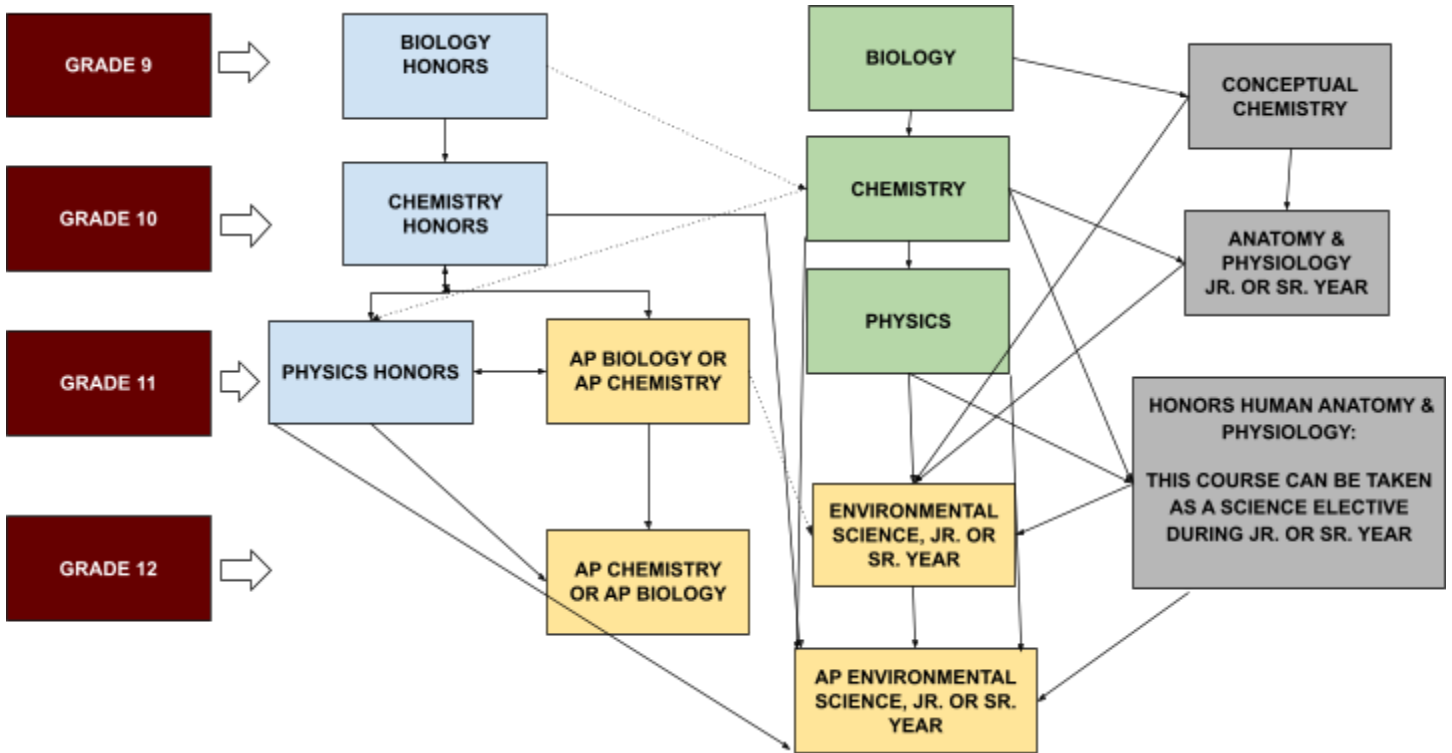 GRADE 9
BIOLOGY
HONORS
BIOLOGY
CONCEPTUAL
CHEMISTRY
GRADE 10
CHEMISTRY
HONORS
CHEMISTRY
ANATOMY &
PHYSIOLOGY
JR. OR SR. YEAR
GRADE 11
PHYSICS HONORS
AP BIOLOGY OR
AP CHEMISTRY
PHYSICS
HONORS HUMAN ANATOMY &
PHYSIOLOGY:
THIS COURSE CAN BE TAKEN
AS A SCIENCE ELECTIVE
DURING JR. OR SR. YEAR
GRADE 12
AP CHEMISTRY
OR AP BIOLOGY
ENVIRONMENTAL
SCIENCE, JR. OR
SR. YEAR
AP ENVIRONMENTAL
SCIENCE, JR. OR SR.
YEAR